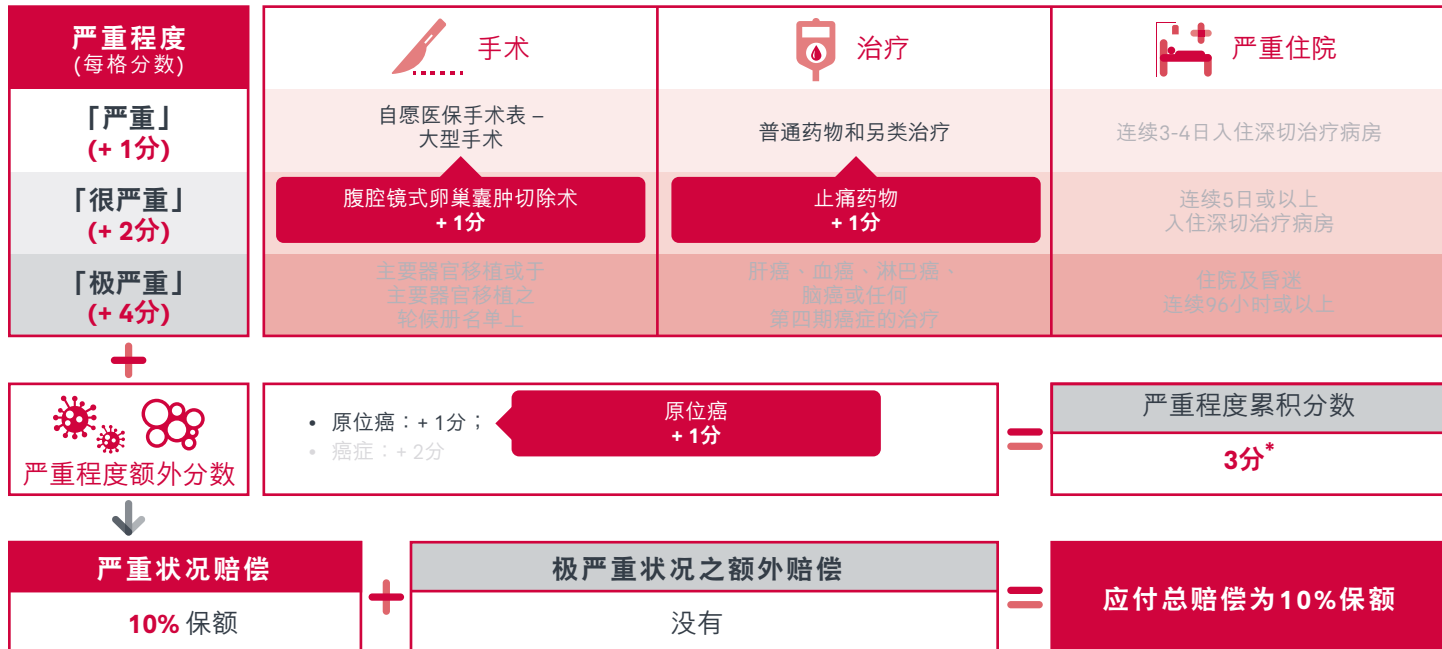 严重程度
(每格分数)
手术
治疗
严重住院
「严重」
(+ 1分)
自愿医保手术表 –
大型手术
普通药物和另类治疗
连续3-4日入住深切治疗病房
「很严重」
(+ 2分)
腹腔镜式卵巢囊肿切除术
+ 1分
止痛药物
+ 1分
连续5日或以上
入住深切治疗病房
「极严重」
(+ 4分)
主要器官移植或于
主要器官移植之
轮候册名单上
肝癌、血癌、淋巴癌、
脑癌或任何
第四期癌症的治疗
住院及昏迷
连续96小时或以上
+
严重程度额外分数
• 原位癌：+ 1分；
• 癌症：+ 2分
原位癌
+ 1分
=
严重程度累积分数
3分*
严重状况赔偿
10% 保额
+
极严重状况之额外赔偿
没有
=
应付总赔偿为10%保额